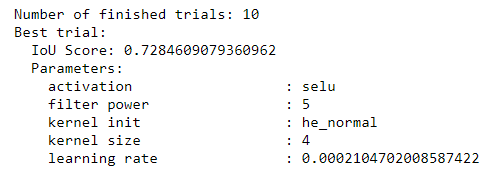 Number of finished trials: 10
Best trial:
  IoU Score: 0.7284609079360962
  Parameters:
    activation                  : selu
    filter power                : 5
    kernel init                 : he_normal
    kernel size                 : 4
    learning rate               : 0.0002104702008587422